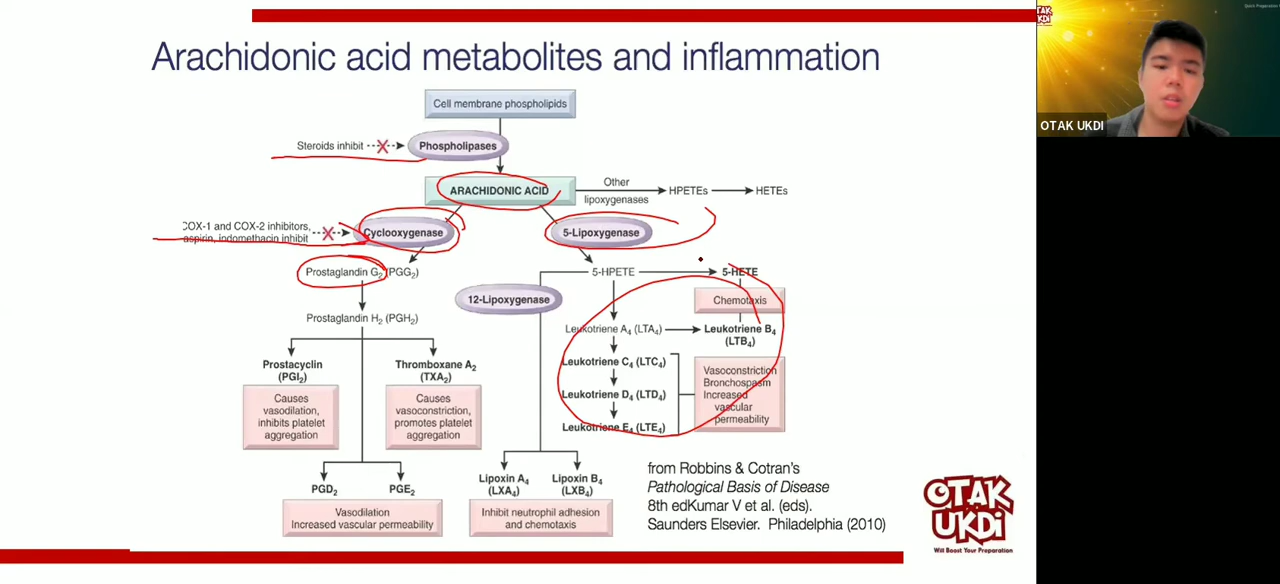 Arachidonic acid metabolites and inflammation
Cell membrane phospholipids
Steroids inhibit
Phospholipases
ARACHIDONIC ACID
Other
lipoxygenases
HPETEs
HETEs
COX-1 and COX-2 inhibitors,
aspirin, indomethacin inhibit
Cyclooxygenase
5-Lipoxygenase
Prostaglandin G₂ (PGG₂)
5-HPETE
5-HETE
12-Lipoxygenase
Chemotaxis
Prostaglandin H₂ (PGH₂)
Leukotriene A₄ (LTA₄)
Leukotriene B₄
(LTB₄)
Prostacyclin
(PGI₂)
Thromboxane A₂
(TXA₂)
Leukotriene C₄ (LTC₄)
Leukotriene D₄ (LTD₄)
Leukotriene E₄ (LTE₄)
Vasoconstriction
Bronchospasm
Increased
vascular
permeability
Causes
vasodilation,
inhibits platelet
aggregation
Causes
vasoconstriction,
promotes platelet
aggregation
PGD₂
PGE₂
Vasodilation
Increased vascular permeability
Lipoxin A₄
(LXA₄)
Lipoxin B₄
(LXB₄)
Inhibit neutrophil adhesion
and chemotaxis
from Robbins & Cotran's
Pathological Basis of Disease
8th edKumar V et al. (eds).
Saunders Elsevier. Philadelphia (2010)
OTAK
UKDi
Will Boost Your Preparation
OTAK UKDI